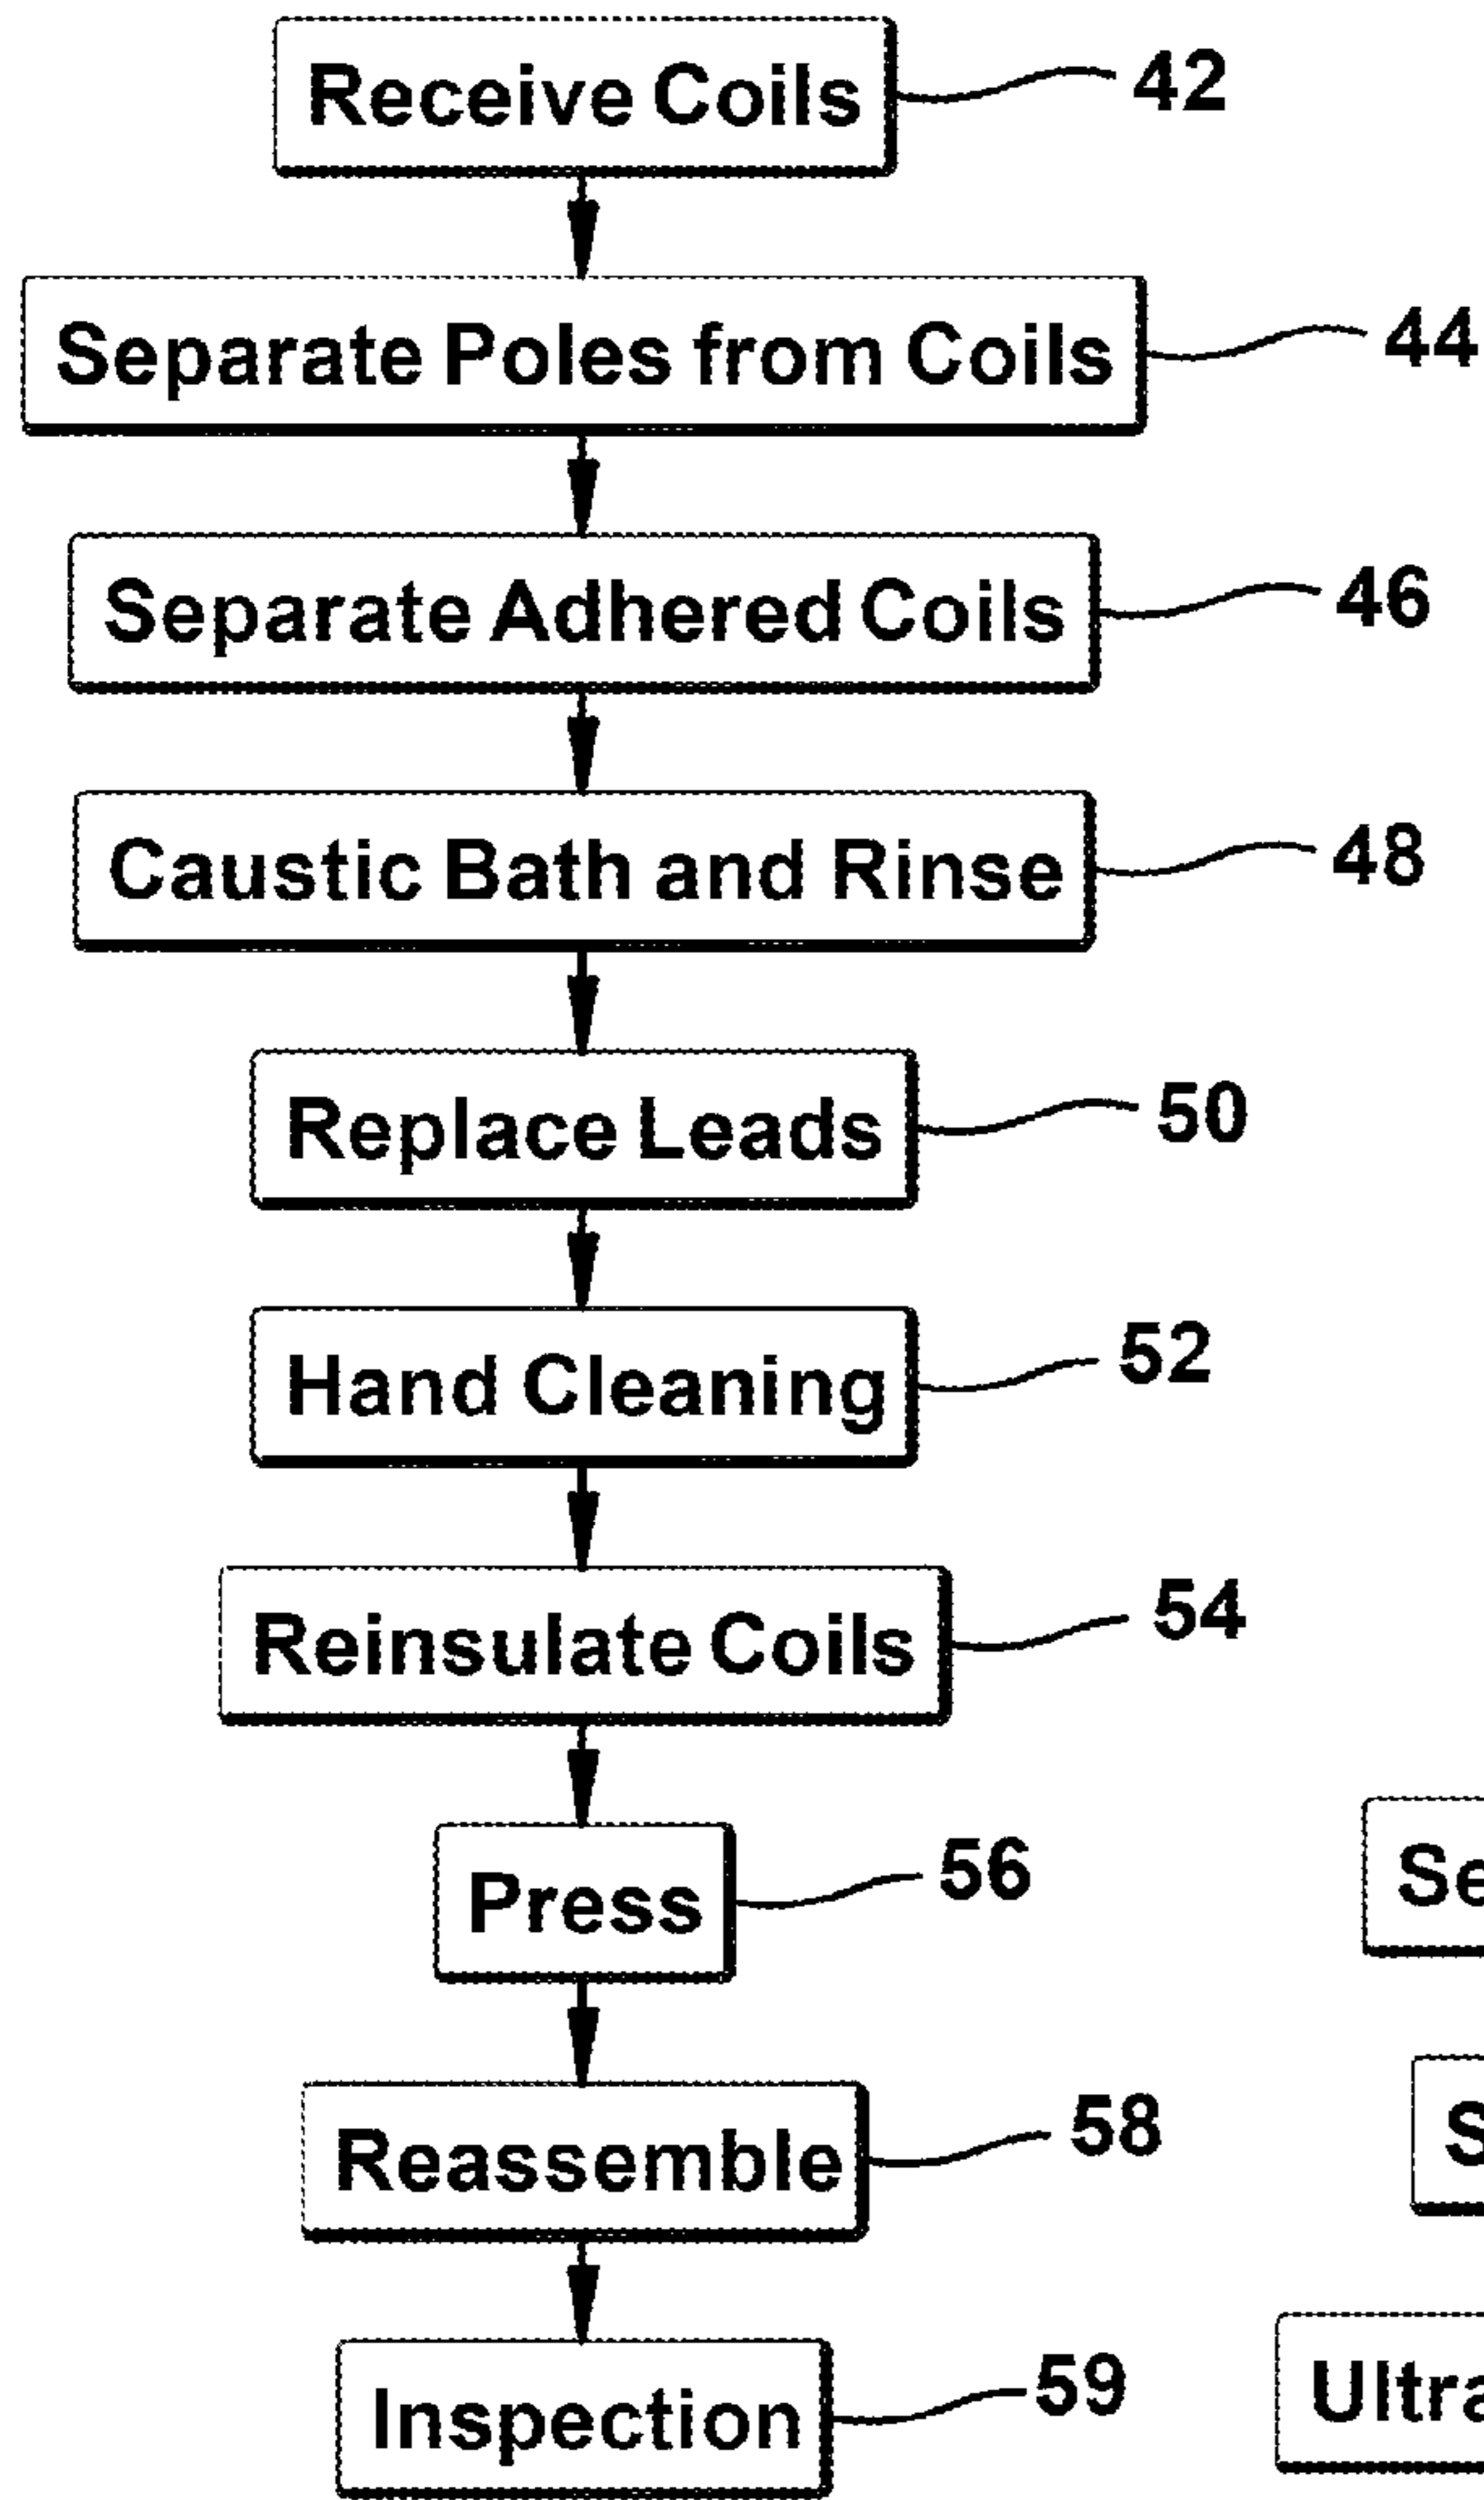 Receive Coils 42
Separate Poles from Coils 44
Separate Adhered Coils 46
Caustic Bath and Rinse 48
Replace Leads 50
Hand Cleaning 52
Reinsulate Coils 54
Press 56
Reassemble 58
Inspection 59